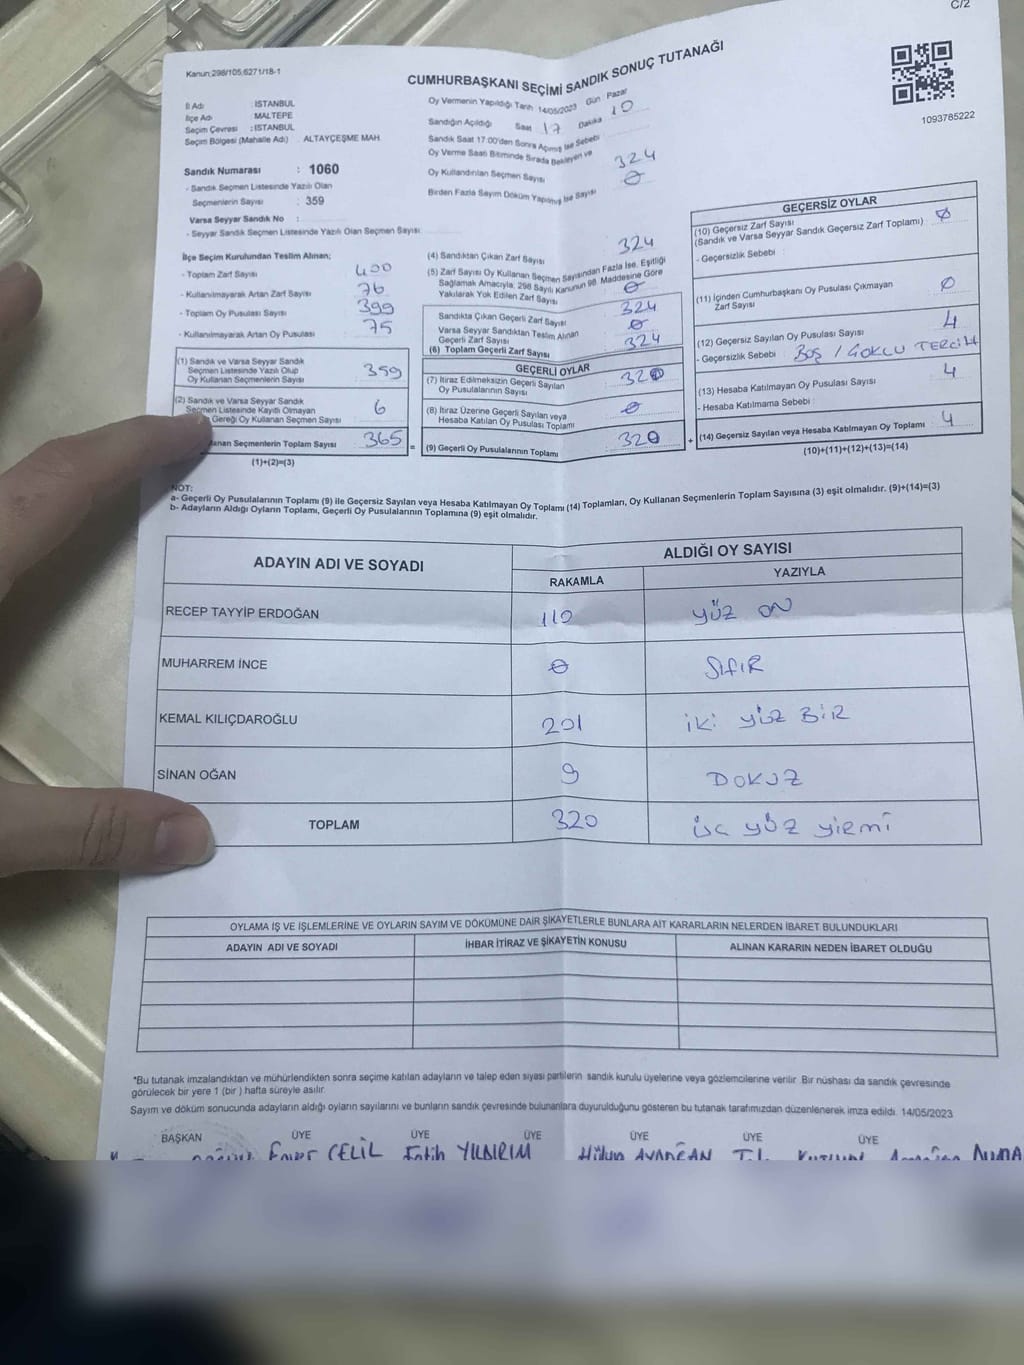 C/2
Kanun:298/105;6271/18-1
CUMHURBAŞKANI SEÇİMİ SANDIK SONUÇ TUTANAĞI
1093765222
İl Adı : İSTANBUL
İlçe Adı : MALTEPE
Seçim Çevresi : İSTANBUL
Seçim Bölgesi (Mahalle Adı) : ALTAYÇEŞME MAH.
Sandık Numarası : 1060
- Sandık Seçmen Listesinde Yazılı Olan
Seçmenlerin Sayısı : 359
Varsa Seyyar Sandık No :
- Seyyar Sandık Seçmen Listesinde Yazılı Olan Seçmen Sayısı:
İlçe Seçim Kurulundan Teslim Alınan;
- Toplam Zarf Sayısı 400
- Kullanılmayarak Artan Zarf Sayısı 76
- Toplam Oy Pusulası Sayısı 399
- Kullanılmayarak Artan Oy Pusulası 75
(1) Sandık ve Varsa Seyyar Sandık
Seçmen Listesinde Yazılı Olup
Oy Kullanan Seçmenlerin Sayısı 359
(2) Sandık ve Varsa Seyyar Sandık
Seçmen Listesinde Kayıtlı Olmayan
Gereği Oy Kullanan Seçmen Sayısı 6
Seçmenlerin Toplam Sayısı 365
(1)+(2)=(3)
Oy Vermenin Yapıldığı Tarih 14/05/2023 Gün Pazar
Sandığın Açıldığı Saat 17 Dakika 10
Sandık Saat 17:00'den Sonra Açılmış İse Sebebi
Oy Verme Saati Bitiminde Sırada Bekleyen ve
Oy Kullandırılan Seçmen Sayısı 324
Birden Fazla Sayım Döküm Yapılmış İse Sayısı 0
(4) Sandıktan Çıkan Zarf Sayısı 324
(5) Zarf Sayısı Oy Kullanan Seçmen Sayısından Fazla İse, Eşitliği
Sağlamak Amacıyla, 298 Sayılı Kanunun 98. Maddesine Göre
Yakılarak Yok Edilen Zarf Sayısı 0
Sandıkta Çıkan Geçerli Zarf Sayısı 324
Varsa Seyyar Sandıktan Teslim Alınan
Geçerli Zarf Sayısı 0
(6) Toplam Geçerli Zarf Sayısı 324
GEÇERLİ OYLAR
(7) İtiraz Edilmeksizin Geçerli Sayılan
Oy Pusulalarının Sayısı 320
(8) İtiraz Üzerine Geçerli Sayılan veya
Hesaba Katılan Oy Pusulası Toplamı 0
(9) Geçerli Oy Pusulalarının Toplamı 320
GEÇERSİZ OYLAR
(10) Geçersiz Zarf Sayısı 0
(Sandık ve Varsa Seyyar Sandık Geçersiz Zarf Toplamı)
- Geçersizlik Sebebi :
(11) İçinden Cumhurbaşkanı Oy Pusulası Çıkmayan
Zarf Sayısı 0
(12) Geçersiz Sayılan Oy Pusulası Sayısı 4
- Geçersizlik Sebebi : BOŞ / ÇOKLU TERCİH
(13) Hesaba Katılmayan Oy Pusulası Sayısı 4
- Hesaba Katılmama Sebebi :
(14) Geçersiz Sayılan veya Hesaba Katılmayan Oy Toplamı : 4
(10)+(11)+(12)+(13)=(14)
NOT:
a- Geçerli Oy Pusulalarının Toplamı (9) ile Geçersiz Sayılan veya Hesaba Katılmayan Oy Toplamı (14) Toplamları, Oy Kullanan Seçmenlerin Toplam Sayısına (3) eşit olmalıdır. (9)+(14)=(3)
b- Adayların Aldığı Oyların Toplamı, Geçerli Oy Pusulalarının Toplamına (9) eşit olmalıdır.
ADAYIN ADI VE SOYADI ALDIĞI OY SAYISI
RAKAMLA YAZIYLA
RECEP TAYYİP ERDOĞAN 110 YÜZ ON
MUHARREM İNCE 0 SIFIR
KEMAL KILIÇDAROĞLU 201 İKİ YÜZ BİR
SİNAN OĞAN 9 DOKUZ
TOPLAM 320 ÜÇ YÜZ YİRMİ
OYLAMA İŞ VE İŞLEMLERİNE VE OYLARIN SAYIM VE DÖKÜMÜNE DAİR ŞİKAYETLERLE BUNLARA AİT KARARLARIN NELERDEN İBARET BULUNDUKLARI
ADAYIN ADI VE SOYADI İHBAR İTİRAZ VE ŞİKAYETİN KONUSU ALINAN KARARIN NEDEN İBARET OLDUĞU
*Bu tutanak imzalandıktan ve mühürlendikten sonra seçime katılan adayların ve talep eden siyasi partilerin sandık kurulu üyelerine veya gözlemcilerine verilir. Bir nüshası da sandık çevresinde
görülecek bir yere 1 (bir) hafta süreyle asılır.
Sayım ve döküm sonucunda adayların aldığı oyların sayılarını ve bunların sandık çevresinde bulunanlara duyurulduğunu gösteren bu tutanak tarafımızdan düzenlenerek imza edildi. 14/05/2023
BAŞKAN ÜYE ÜYE ÜYE ÜYE ÜYE ÜYE
CELİL Fatih YILDIRIM Hülya